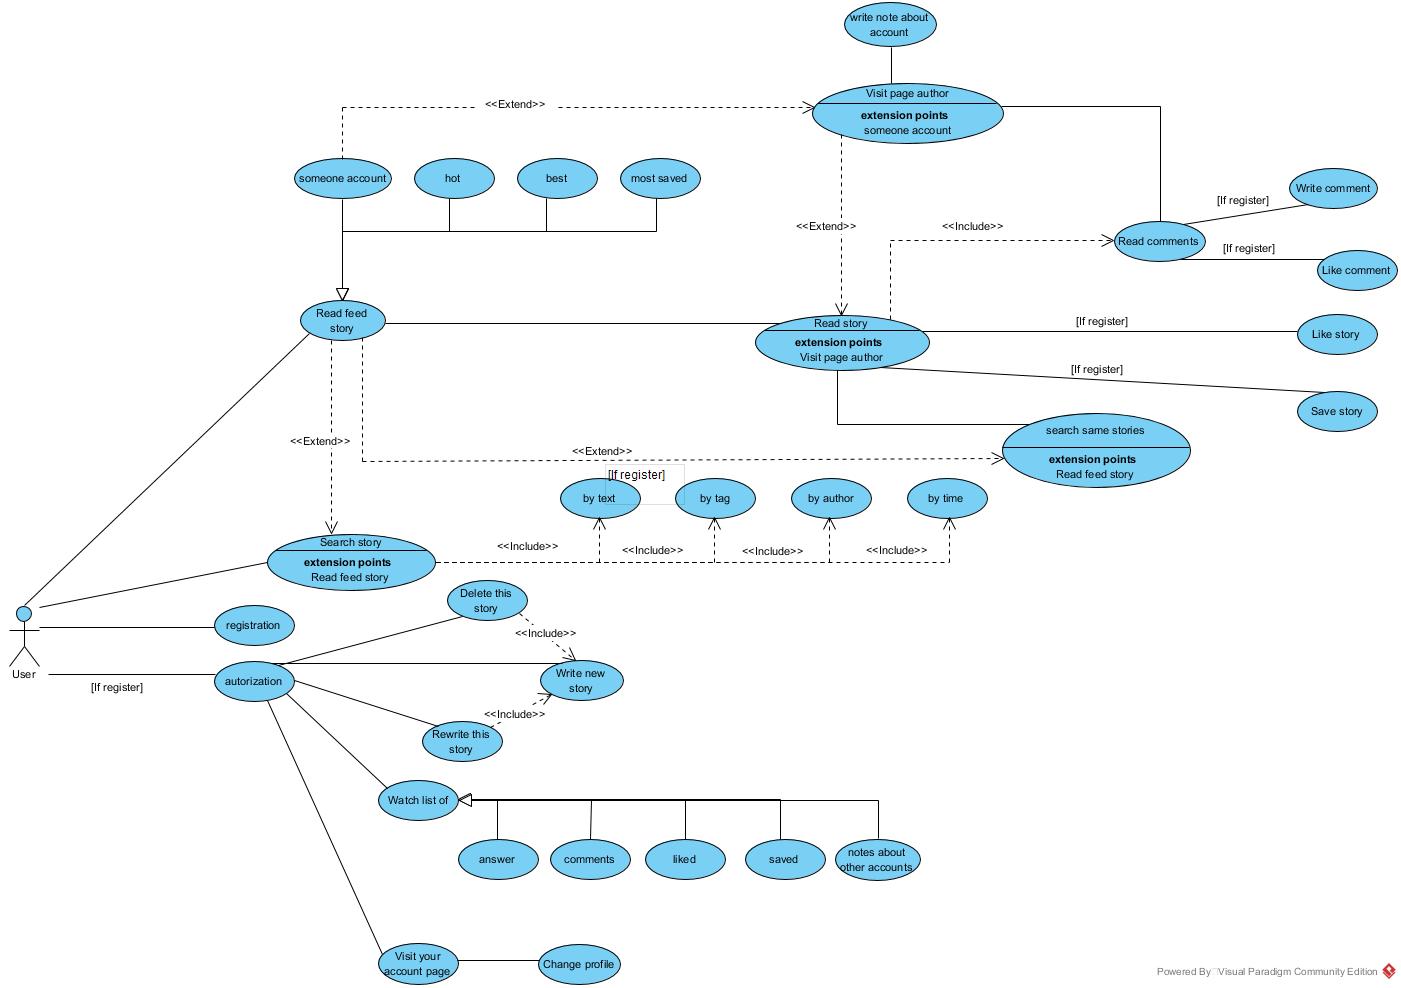 write note about
account
Visit page author
extension points
someone account
<<Extend>>
someone account
hot
best
most saved
Write comment
[If register]
<<Extend>>
<<Include>>
Read comments
[If register]
Like comment
Read feed
story
Read story
extension points
Visit page author
[If register]
Like story
[If register]
Save story
search same stories
extension points
Read feed story
<<Extend>>
<<Extend>>
[If register]
by text
by tag
by author
by time
Search story
extension points
Read feed story
<<Include>>
<<Include>>
<<Include>>
<<Include>>
Delete this
story
<<Include>>
registration
User
[If register]
autorization
Write new
story
<<Include>>
Rewrite this
story
Watch list of
answer
comments
liked
saved
notes about
other accounts
Visit your
account page
Change profile
Powered By Visual Paradigm Community Edition